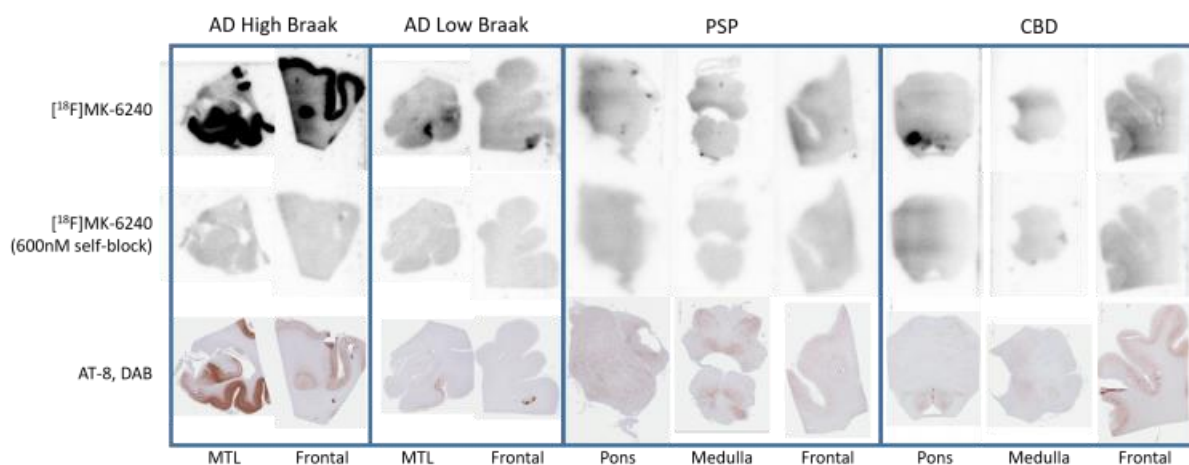 AD High Braak AD Low Braak PSP CBD
[¹⁸F]MK-6240
[¹⁸F]MK-6240
(600nM self-block)
AT-8, DAB
MTL Frontal MTL Frontal Pons Medulla Frontal Pons Medulla Frontal